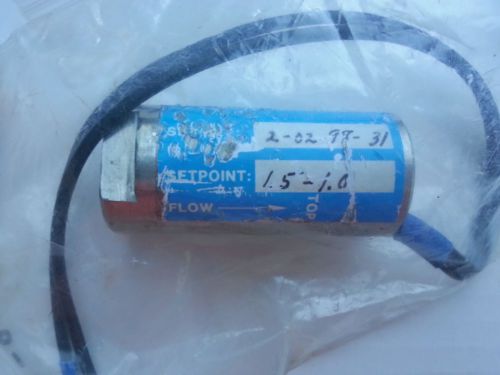 2-02 97-31
SETPOINT: 1.5-1.0
FLOW
TOP